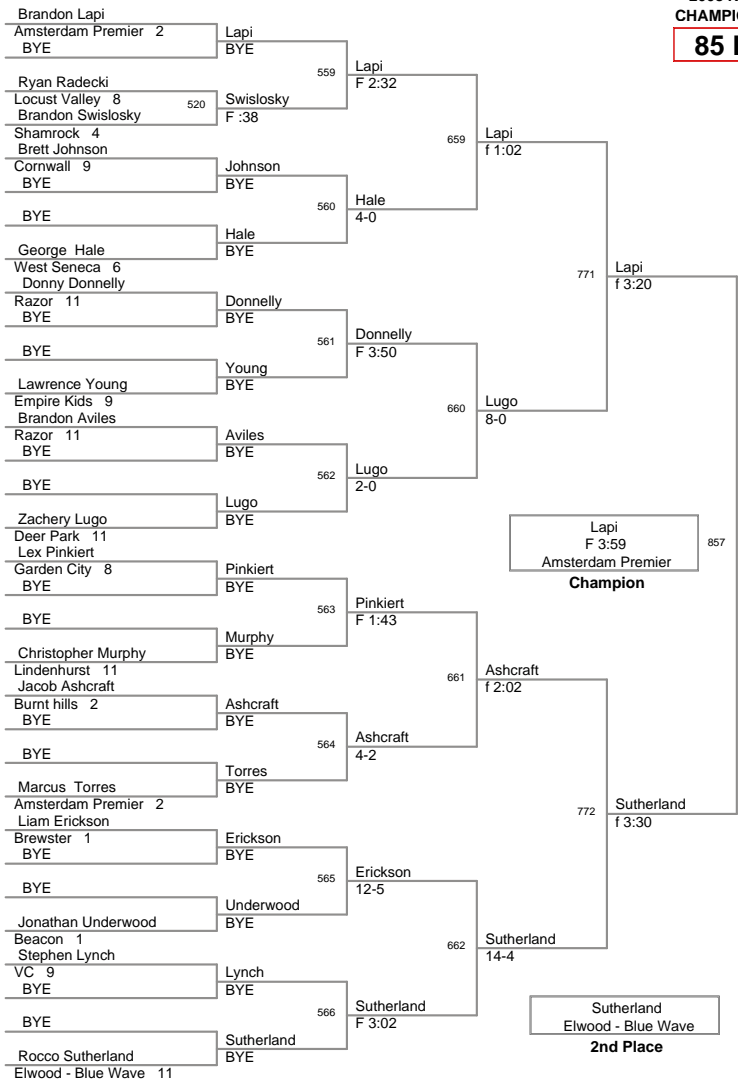 CHAMPI
85
Brandon Lapi
Amsterdam Premier 2
BYE
Ryan Radecki
Locust Valley 8
Brandon Swislosky
Shamrock 4
Brett Johnson
Cornwall 9
BYE
BYE
George Hale
West Seneca 6
Donny Donnelly
Razor 11
BYE
BYE
Lawrence Young
Empire Kids 9
Brandon Aviles
Razor 11
BYE
BYE
Zachery Lugo
Deer Park 11
Lex Pinkiert
Garden City 8
BYE
BYE
Christopher Murphy
Lindenhurst 11
Jacob Ashcraft
Burnt hills 2
BYE
BYE
Marcus Torres
Amsterdam Premier 2
Liam Erickson
Brewster 1
BYE
BYE
Jonathan Underwood
Beacon 1
Stephen Lynch
VC 9
BYE
BYE
Rocco Sutherland
Elwood - Blue Wave 11
520
Lapi
BYE
Swislosky
F :38
Johnson
BYE
Hale
BYE
Donnelly
BYE
Young
BYE
Aviles
BYE
Lugo
BYE
Pinkiert
BYE
Murphy
BYE
Ashcraft
BYE
Torres
BYE
Erickson
BYE
Underwood
BYE
Lynch
BYE
Sutherland
BYE
559
560
561
562
563
564
565
566
Lapi
F 2:32
Hale
4-0
Donnelly
F 3:50
Lugo
2-0
Pinkiert
F 1:43
Ashcraft
4-2
Erickson
12-5
Sutherland
F 3:02
659
660
661
662
Lapi
f 1:02
Lugo
8-0
Ashcraft
f 2:02
Sutherland
14-4
771
772
Lapi
f 3:20
Sutherland
f 3:30
857
Lapi
F 3:59
Amsterdam Premier
Champion
Sutherland
Elwood - Blue Wave
2nd Place